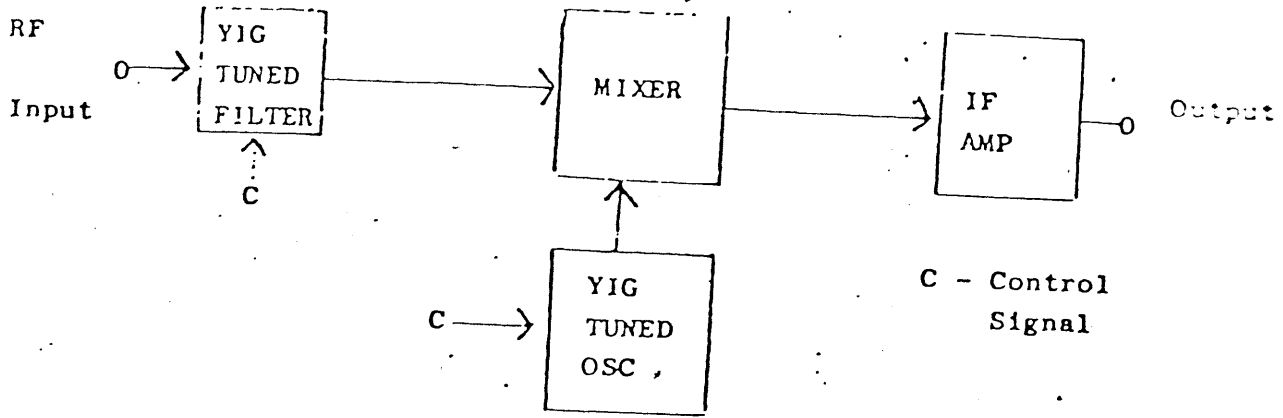 RF
Input
YIG
TUNED
FILTER
C
MIXER
IF
AMP
Output
C
YIG
TUNED
OSC
C - Control
Signal